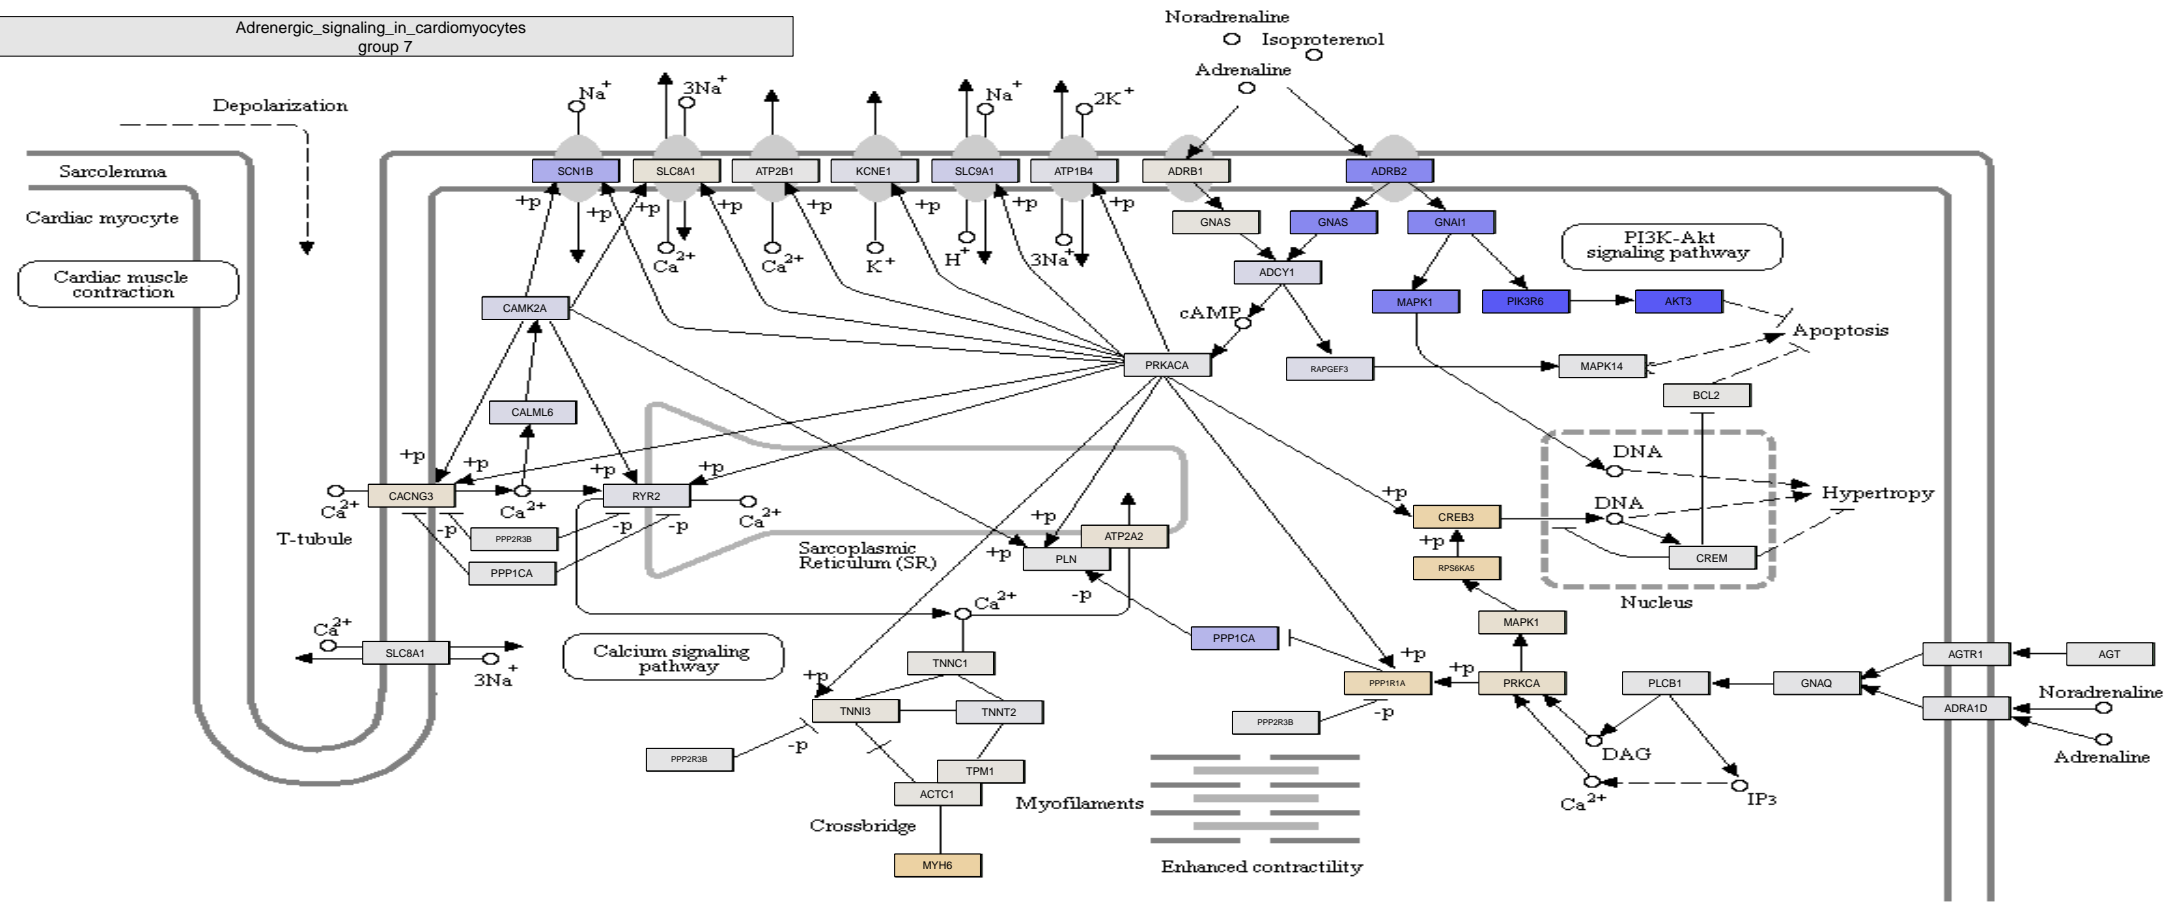 Adrenergic_signaling_in_cardiomyocytes
group 7
Noradrenaline
Isoproterenol
Adrenaline
Depolarization
Na+
3Na+
Na+
2K+
Sarcolemma
SCN1B
SLC8A1
ATP2B1
KCNE1
SLC9A1
ATP1B4
ADRB1
ADRB2
+p
+p
+p
+p
+p
+p
+p
+p
Cardiac myocyte
GNAS
GNAS
GNAI1
PI3K-Akt
signaling pathway
Ca2+
Ca2+
K+
H+
3Na+
ADCY1
Cardiac muscle
contraction
CAMK2A
MAPK1
PIK3R6
AKT3
cAMP
Apoptosis
PRKACA
RAPGEF3
MAPK14
BCL2
CALML6
DNA
+p
+p
+p
+p
CACNG3
RYR2
Ca2+
Ca2+
Ca2+
+p
DNA
Hypertropy
CREB3
T-tubule
-p
-p
-p
PPP2R3B
+p
ATP2A2
+p
Sarcoplasmic
Reticulum (SR)
+p
PLN
CREM
PPP1CA
RPS6KA5
-p
Nucleus
Ca2+
Ca2+
SLC8A1
3Na+
Calcium signaling
pathway
PPP1CA
MAPK1
TNNC1
+p
+p
+p
AGTR1
AGT
TNNI3
TNNT2
PPP1R1A
PRKCA
PLCB1
GNAQ
Noradrenaline
ADRA1D
PPP2R3B
-p
-p
PPP2R3B
DAG
Adrenaline
TPM1
ACTC1
Myofilaments
Ca2+
IP3
Crossbridge
MYH6
Enhanced contractility